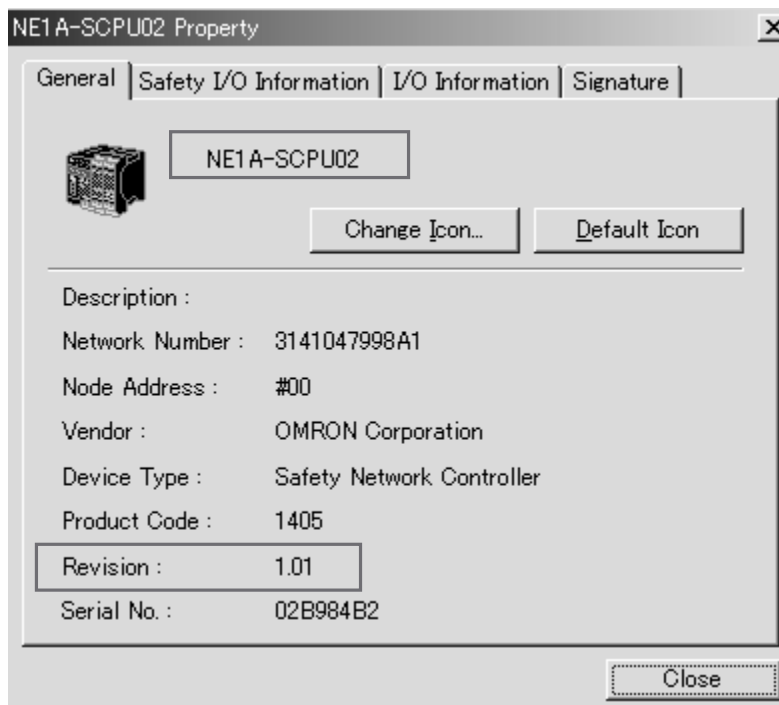 NE1A-SCPU02 Property
General Safety I/O Information I/O Information Signature
NE1A-SCPU02
Change Icon... Default Icon
Description :
Network Number : 3141047998A1
Node Address : #00
Vendor : OMRON Corporation
Device Type : Safety Network Controller
Product Code : 1405
Revision : 1.01
Serial No. : 02B984B2
Close